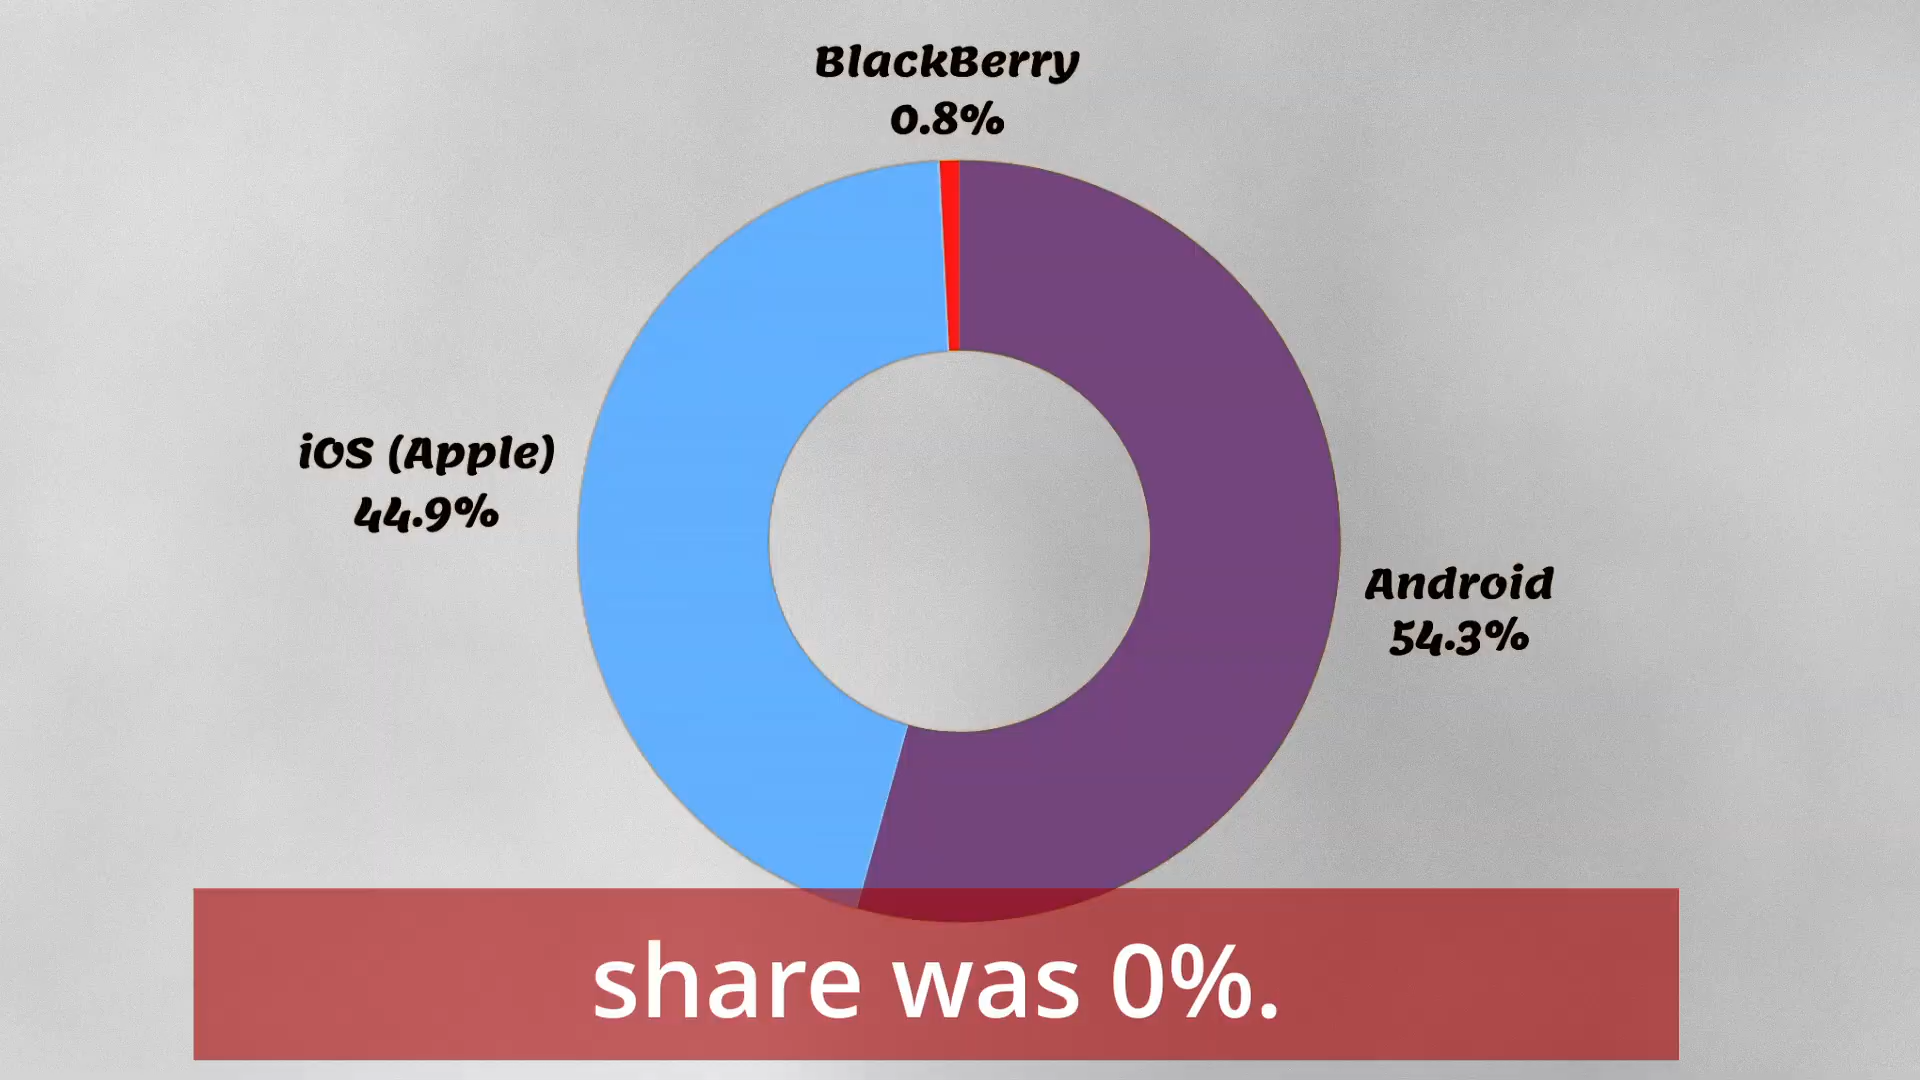 BlackBerry
0.8%
iOS (Apple)
44.9%
Android
54.3%
share was 0%.